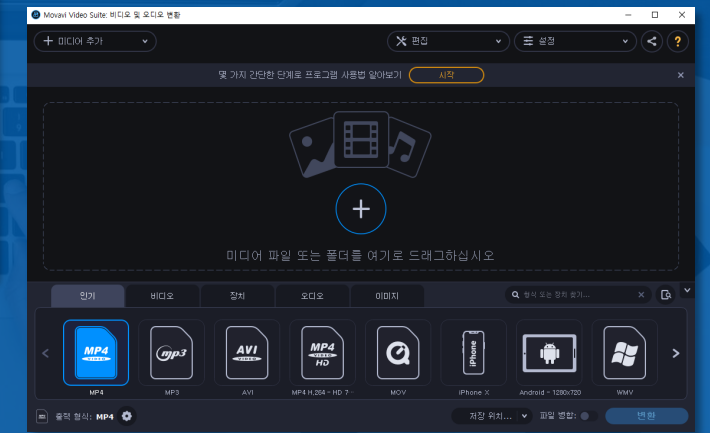 Movavi Video Suite: 비디오 및 오디오 변환
+ 미디어 추가
편집
설정
?
몇 가지 간단한 단계로 프로그램 사용법 알아보기
시작
미디어 파일 또는 폴더를 여기로 드래그하십시오
인기
비디오
장치
오디오
이미지
형식 또는 장치 찾기...
MP4
VIDEO
mp3
AVI
VIDEO
MP4
VIDEO
HD
iPhone
MP4
MP3
AVI
MP4 H.264 - HD 7...
MOV
iPhone X
Android - 1280x720
WMV
출력 형식: MP4
저장 위치...
파일 병합:
변환